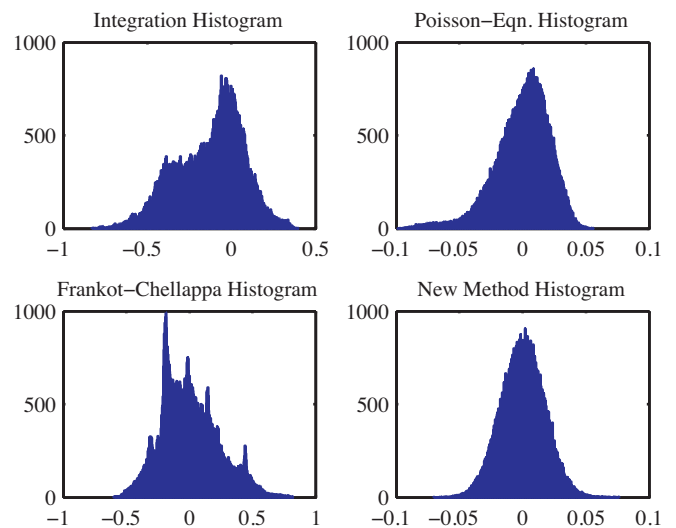 Integration Histogram
1000
500
0
−1 −0.5 0 0.5
Poisson−Eqn. Histogram
1000
500
0
−0.1 −0.05 0 0.05 0.1
Frankot−Chellappa Histogram
1000
500
0
−1 −0.5 0 0.5 1
New Method Histogram
1000
500
0
−0.1 −0.05 0 0.05 0.1